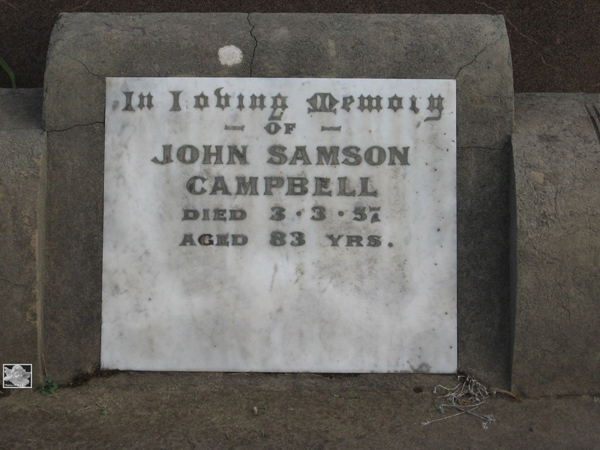 In Loving Memory
— OF —
JOHN SAMSON
CAMPBELL
DIED 3·3·57
AGED 83 YRS.